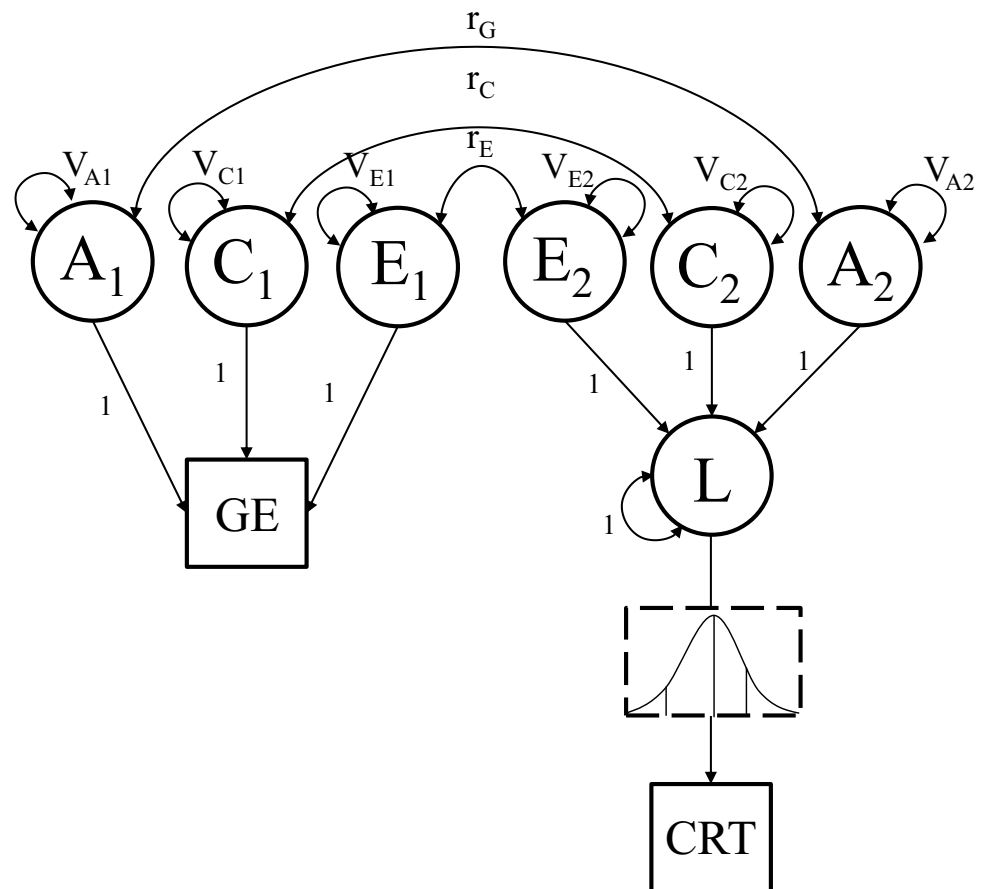 r_G
r_C
r_E
V_A1 V_C1 V_E1 V_E2 V_C2 V_A2
A_1 C_1 E_1 E_2 C_2 A_2
1 1 1 1 1 1
GE
L
1
CRT